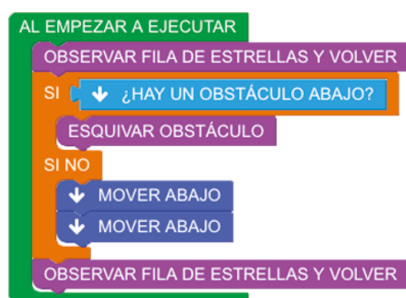 AL EMPEZAR A EJECUTAR
OBSERVAR FILA DE ESTRELLAS Y VOLVER
SI ¿HAY UN OBSTÁCULO ABAJO?
ESQUIVAR OBSTÁCULO
SI NO
MOVER ABAJO
MOVER ABAJO
OBSERVAR FILA DE ESTRELLAS Y VOLVER